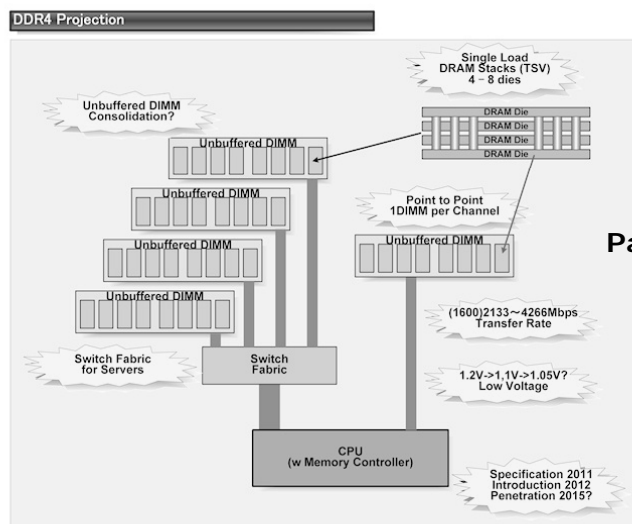 DDR4 Projection
Single Load
DRAM Stacks (TSV)
4 – 8 dies
Unbuffered DIMM
Consolidation?
DRAM Die
DRAM Die
DRAM Die
DRAM Die
Unbuffered DIMM
Unbuffered DIMM
Point to Point
1DIMM per Channel
Unbuffered DIMM
Unbuffered DIMM
Pa
Unbuffered DIMM
(1600)2133～4266Mbps
Transfer Rate
Switch Fabric
for Servers
Switch
Fabric
1.2V->1,1V->1.05V?
Low Voltage
CPU
(w Memory Controller)
Specification 2011
Introduction 2012
Penetration 2015?